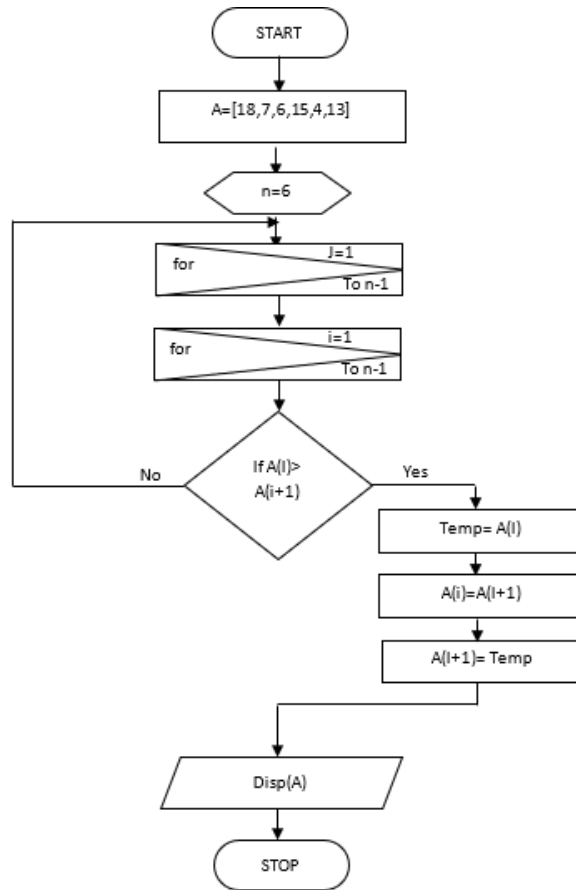 START
A=[18,7,6,15,4,13]
n=6
for
J=1
To n-1
for
i=1
To n-1
If A(I)>
A(i+1)
No
Yes
Temp= A(I)
A(i)=A(I+1)
A(I+1)= Temp
Disp(A)
STOP